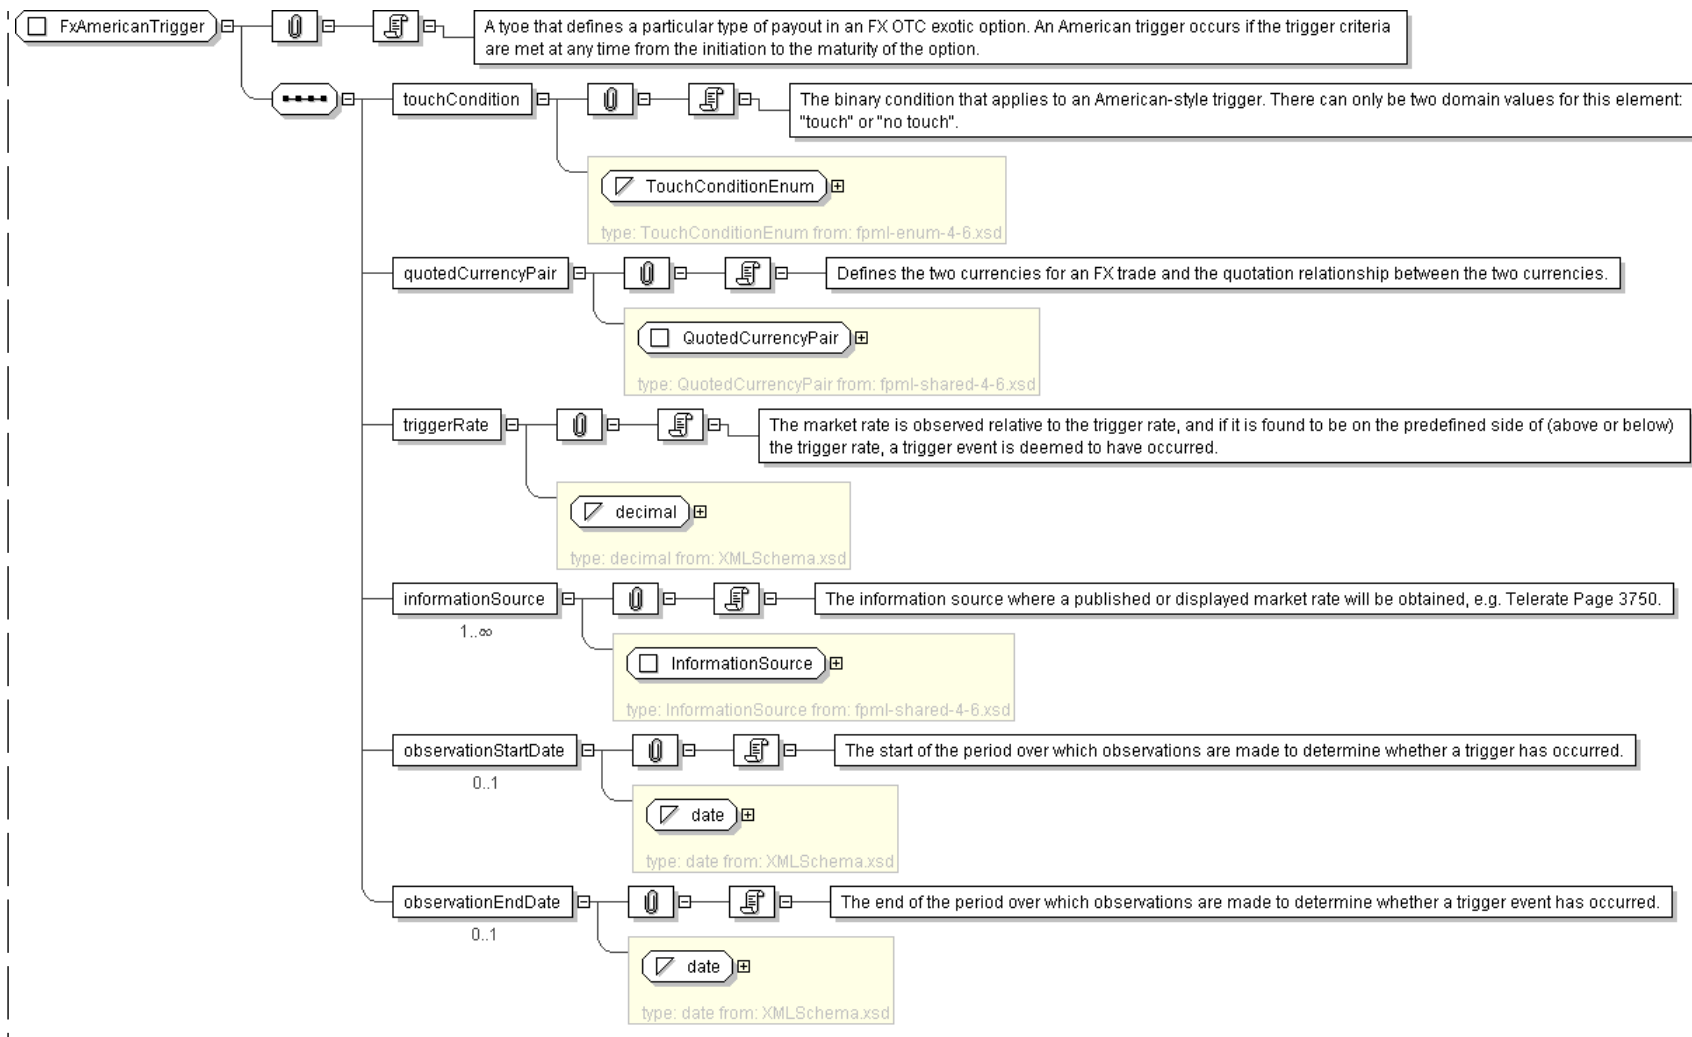 FxAmericanTrigger
A tyoe that defines a particular type of payout in an FX OTC exotic option. An American trigger occurs if the trigger criteria
are met at any time from the initiation to the maturity of the option.
touchCondition
The binary condition that applies to an American-style trigger. There can only be two domain values for this element:
"touch" or "no touch".
TouchConditionEnum
type: TouchConditionEnum from: fpml-enum-4-6.xsd
quotedCurrencyPair
Defines the two currencies for an FX trade and the quotation relationship between the two currencies.
QuotedCurrencyPair
type: QuotedCurrencyPair from: fpml-shared-4-6.xsd
triggerRate
The market rate is observed relative to the trigger rate, and if it is found to be on the predefined side of (above or below)
the trigger rate, a trigger event is deemed to have occurred.
decimal
type: decimal from: XMLSchema.xsd
informationSource
The information source where a published or displayed market rate will be obtained, e.g. Telerate Page 3750.
1..∞
InformationSource
type: InformationSource from: fpml-shared-4-6.xsd
observationStartDate
The start of the period over which observations are made to determine whether a trigger has occurred.
0..1
date
type: date from: XMLSchema.xsd
observationEndDate
The end of the period over which observations are made to determine whether a trigger event has occurred.
0..1
date
type: date from: XMLSchema.xsd